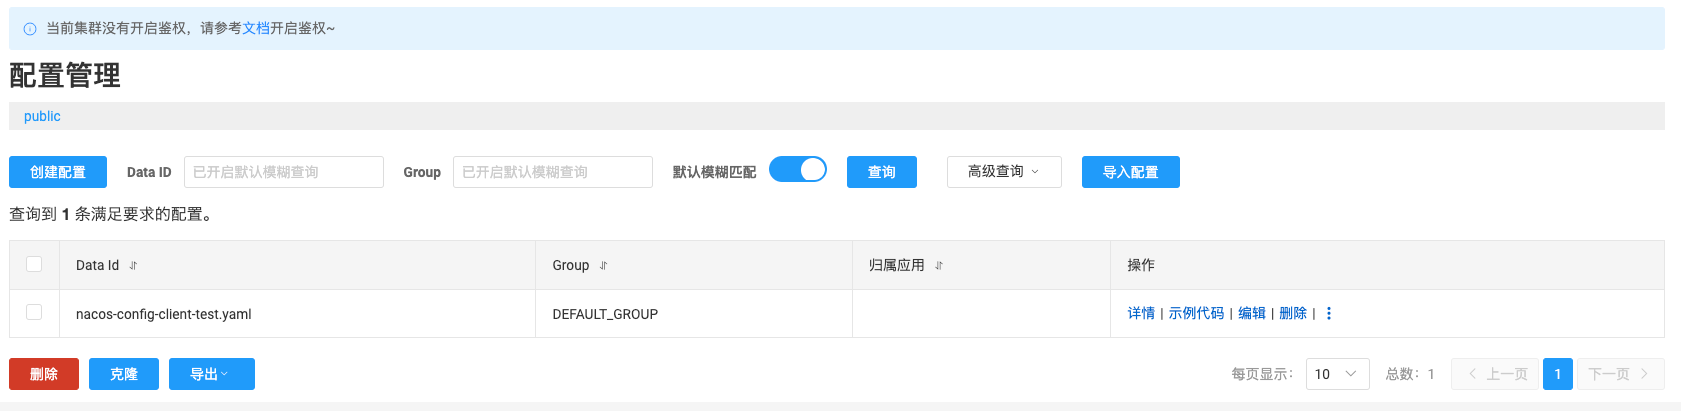 当前集群没有开启鉴权，请参考文档开启鉴权~
配置管理
public
创建配置 Data ID 已开启默认模糊查询 Group 已开启默认模糊查询 默认模糊匹配 查询 高级查询 导入配置
查询到 1 条满足要求的配置。
Data Id Group 归属应用 操作
nacos-config-client-test.yaml DEFAULT_GROUP 详情 | 示例代码 | 编辑 | 删除 |
删除 克隆 导出 每页显示: 10 总数: 1 上一页 1 下一页